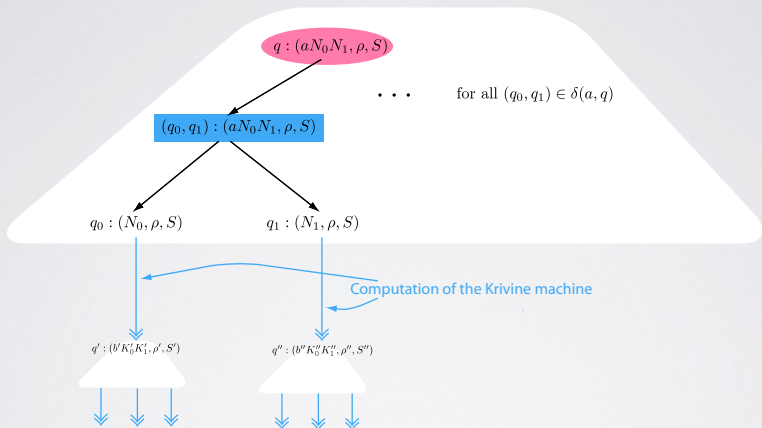 q : (aN₀N₁, ρ, S)
• • • for all (q₀, q₁) ∈ δ(a, q)
(q₀, q₁) : (aN₀N₁, ρ, S)
q₀ : (N₀, ρ, S) q₁ : (N₁, ρ, S)
Computation of the Krivine machine
q′ : (b′K′₀K′₁, ρ′, S′) q″ : (b″K″₀K″₁, ρ″, S″)